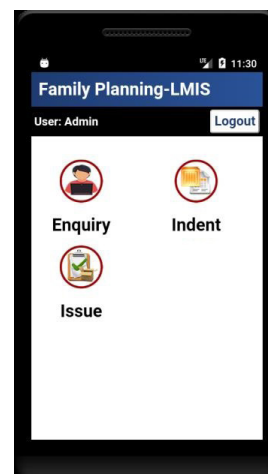 11:30
Family Planning-LMIS
User: Admin
Logout
Enquiry
Indent
Issue